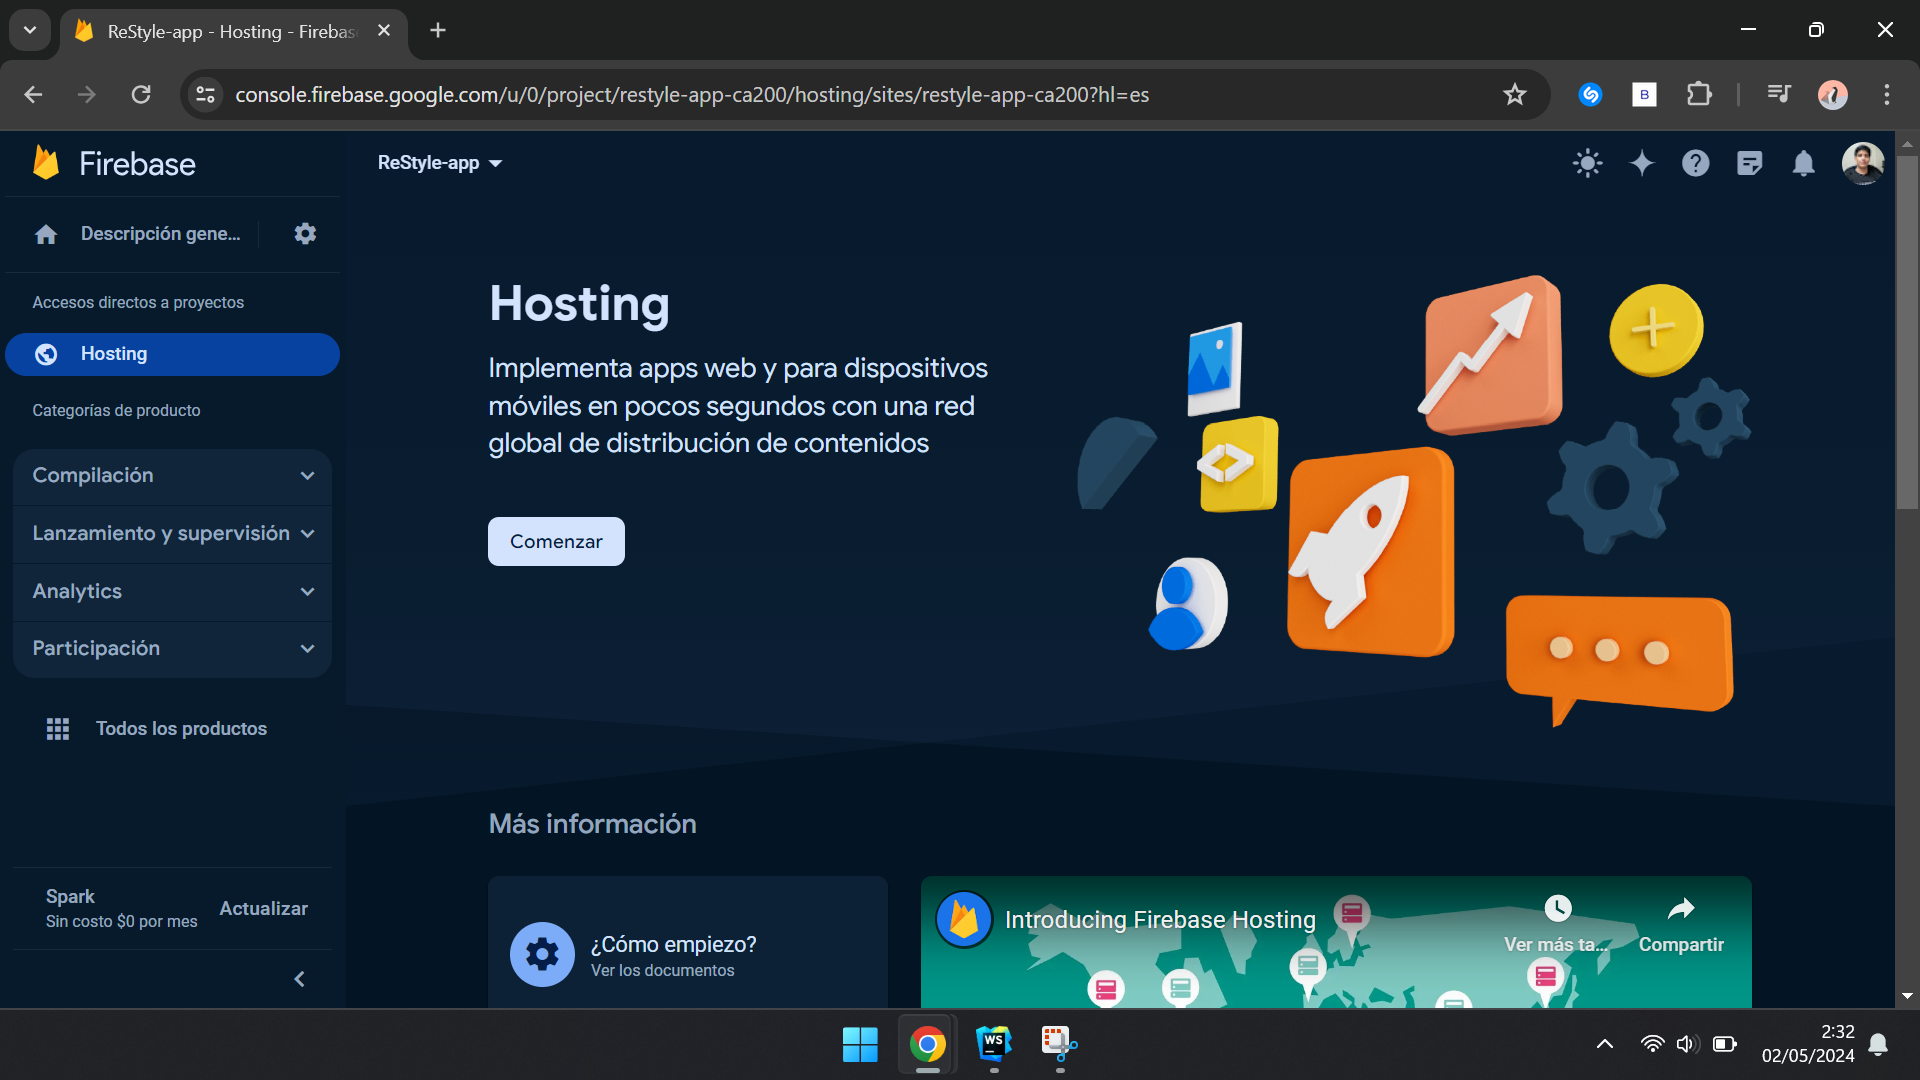 ReStyle-app - Hosting - Firebase
console.firebase.google.com/u/0/project/restyle-app-ca200/hosting/sites/restyle-app-ca200?hl=es
B
Firebase
ReStyle-app
Descripción gene...
Accesos directos a proyectos
Hosting
Categorías de producto
Compilación
Lanzamiento y supervisión
Analytics
Participación
Todos los productos
Spark
Sin costo $0 por mes
Actualizar
Hosting
Implementa apps web y para dispositivos
móviles en pocos segundos con una red
global de distribución de contenidos
Comenzar
Más información
¿Cómo empiezo?
Ver los documentos
Introducing Firebase Hosting
Ver más ta...
Compartir
WS
2:32
02/05/2024